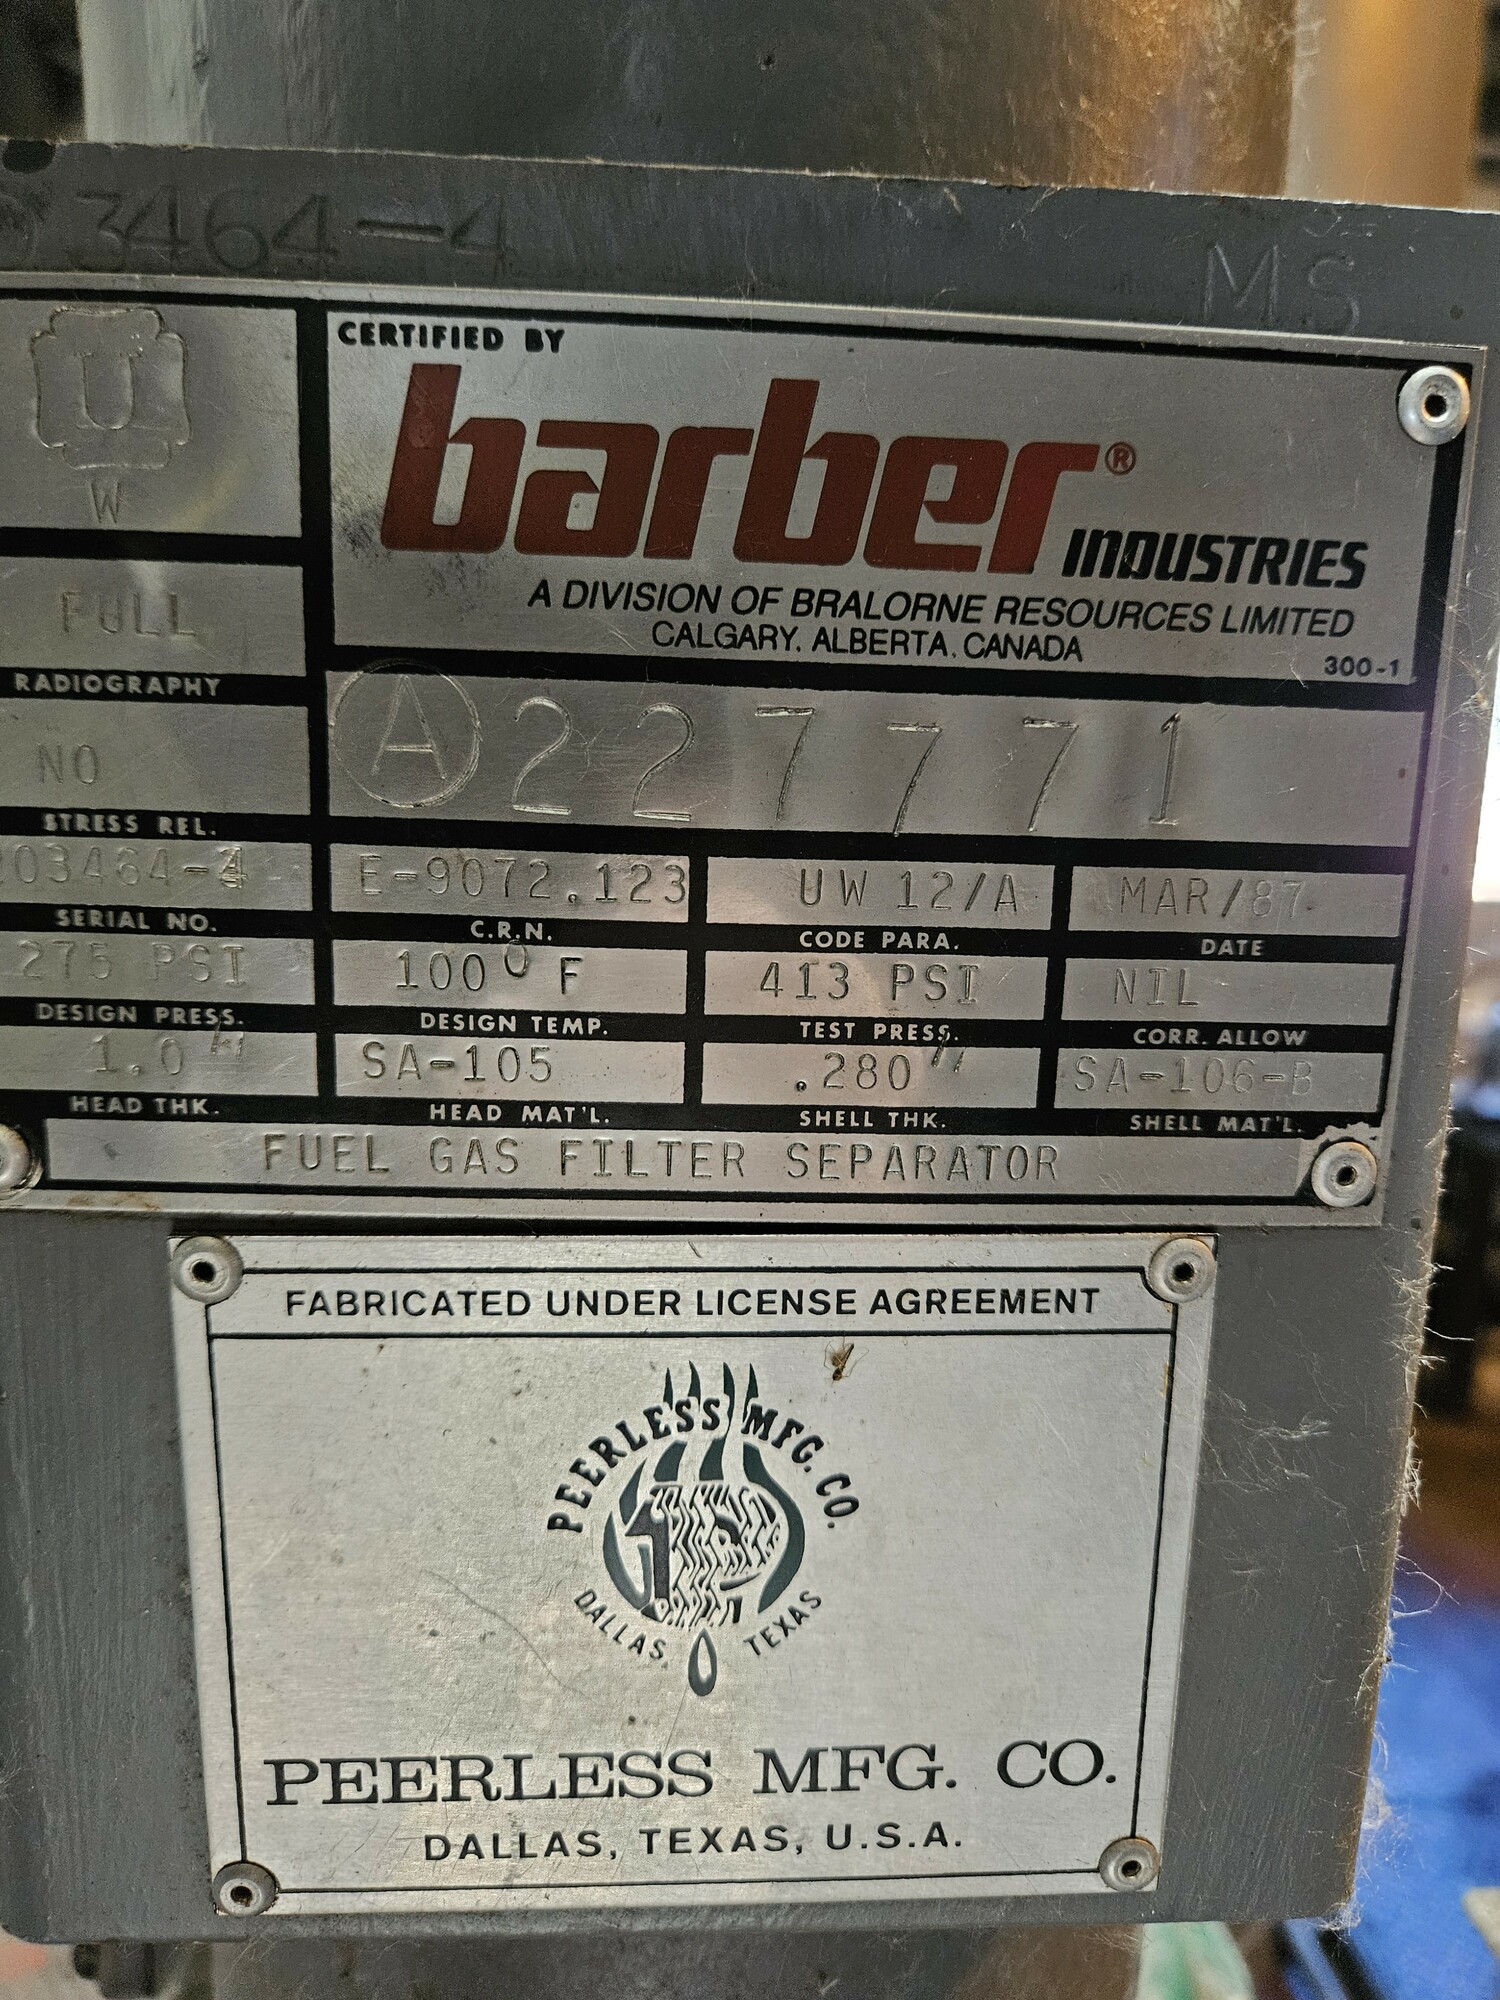 3464-4
MS
U
W
CERTIFIED BY
barber® INDUSTRIES
A DIVISION OF BRALORNE RESOURCES LIMITED
CALGARY, ALBERTA, CANADA
300-1
FULL
RADIOGRAPHY
A 227771
NO
STRESS REL.
03464-4 E-9072.123 UW 12/A MAR/87
SERIAL NO. C.R.N. CODE PARA. DATE
275 PSI 100° F 413 PSI NIL
DESIGN PRESS. DESIGN TEMP. TEST PRESS. CORR. ALLOW
1.0" SA-105 .280" SA-106-B
HEAD THK. HEAD MAT'L. SHELL THK. SHELL MAT'L.
FUEL GAS FILTER SEPARATOR
FABRICATED UNDER LICENSE AGREEMENT
PEERLESS MFG. CO.
DALLAS, TEXAS
PEERLESS MFG. CO.
DALLAS, TEXAS, U.S.A.